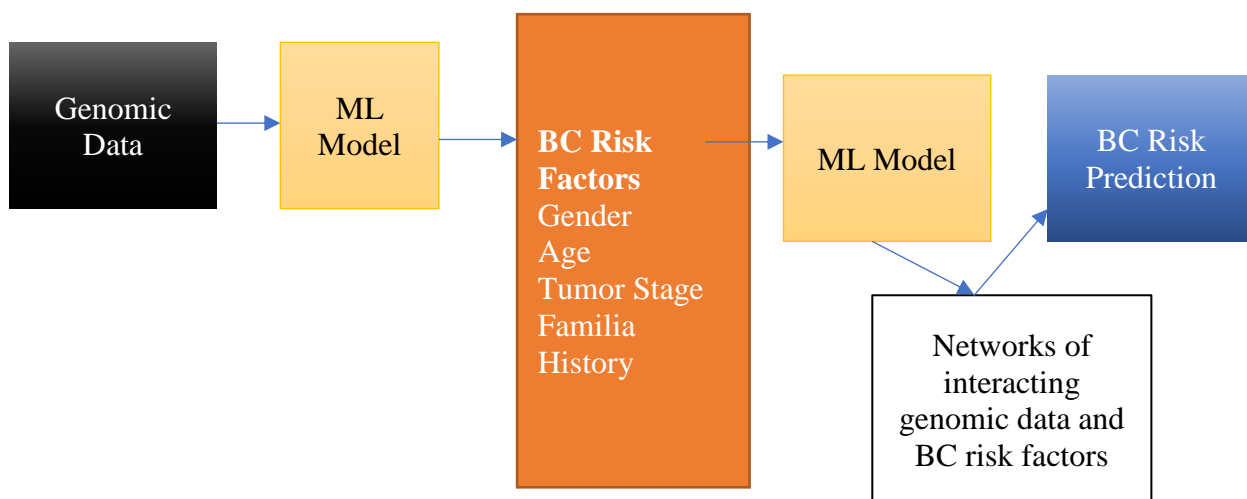 Genomic
Data
ML
Model
BC Risk
Factors
Gender
Age
Tumor Stage
Familia
History
ML Model
BC Risk
Prediction
Networks of
interacting
genomic data and
BC risk factors